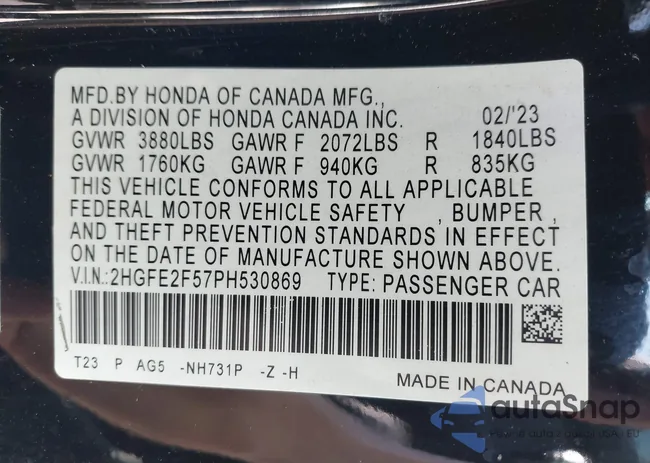 MFD.BY HONDA OF CANADA MFG.,
A DIVISION OF HONDA CANADA INC. 02/'23
GVWR 3880LBS GAWR F 2072LBS R 1840LBS
GVWR 1760KG GAWR F 940KG R 835KG
THIS VEHICLE CONFORMS TO ALL APPLICABLE
FEDERAL MOTOR VEHICLE SAFETY , BUMPER ,
AND THEFT PREVENTION STANDARDS IN EFFECT
ON THE DATE OF MANUFACTURE SHOWN ABOVE.
V.I.N.:2HGFE2F57PH530869 TYPE: PASSENGER CAR
T23 P AG5 -NH731P -Z -H
MADE IN CANADA
autoSnap